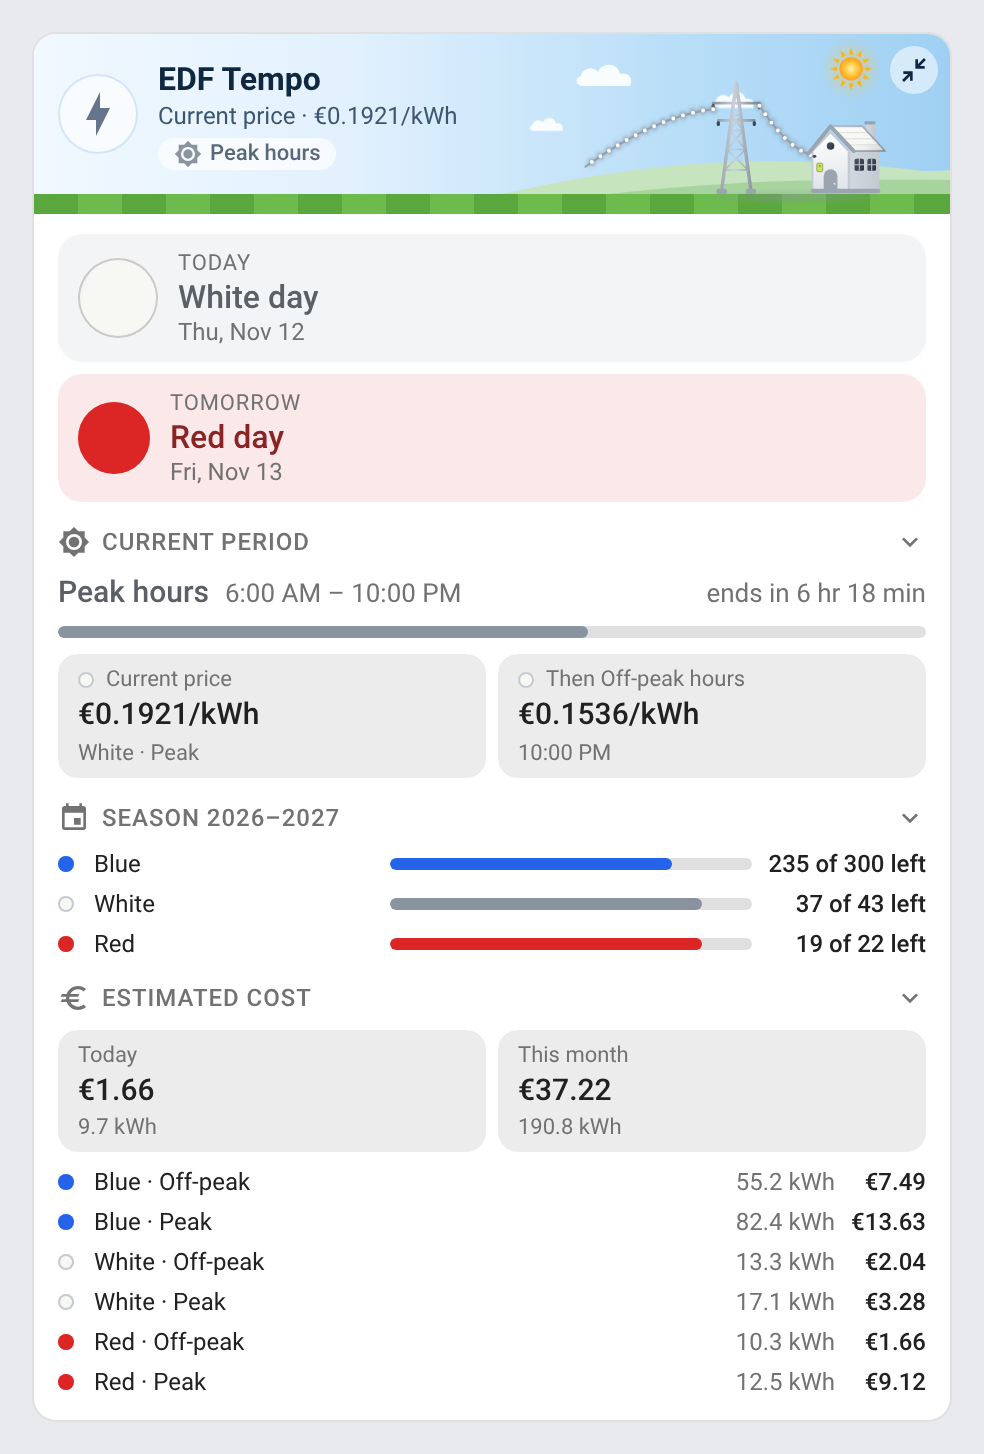 EDF Tempo
Current price · €0.1921/kWh
Peak hours
TODAY
White day
Thu, Nov 12
TOMORROW
Red day
Fri, Nov 13
CURRENT PERIOD
Peak hours 6:00 AM – 10:00 PM ends in 6 hr 18 min
Current price
€0.1921/kWh
White · Peak
Then Off-peak hours
€0.1536/kWh
10:00 PM
SEASON 2026–2027
Blue 235 of 300 left
White 37 of 43 left
Red 19 of 22 left
ESTIMATED COST
Today
€1.66
9.7 kWh
This month
€37.22
190.8 kWh
Blue · Off-peak 55.2 kWh €7.49
Blue · Peak 82.4 kWh €13.63
White · Off-peak 13.3 kWh €2.04
White · Peak 17.1 kWh €3.28
Red · Off-peak 10.3 kWh €1.66
Red · Peak 12.5 kWh €9.12